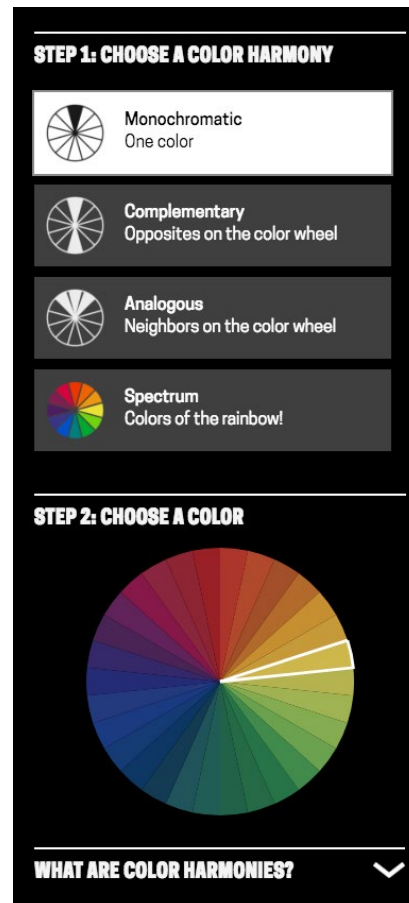 STEP 1: CHOOSE A COLOR HARMONY
Monochromatic
One color
Complementary
Opposites on the color wheel
Analogous
Neighbors on the color wheel
Spectrum
Colors of the rainbow!
STEP 2: CHOOSE A COLOR
WHAT ARE COLOR HARMONIES?